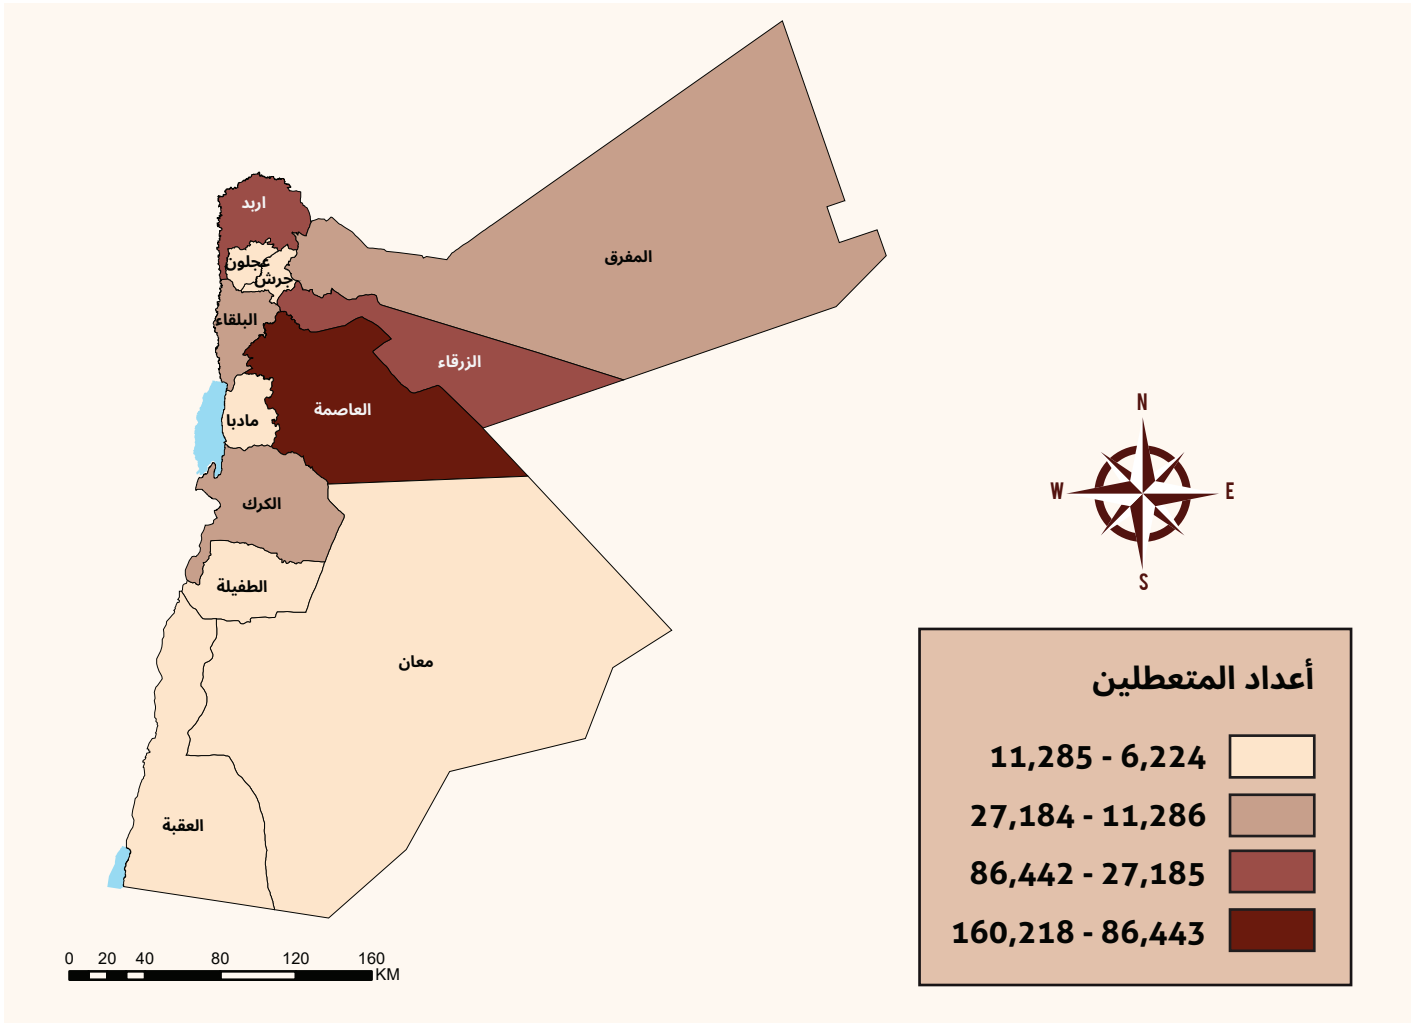 اربد
عجلون
جرش
المفرق
البلقاء
الزرقاء
العاصمة
مادبا
الكرك
الطفيلة
معان
العقبة
N
W
E
S
أعداد المتعطلين
11,285 - 6,224
27,184 - 11,286
86,442 - 27,185
160,218 - 86,443
0 20 40 80 120 160
KM